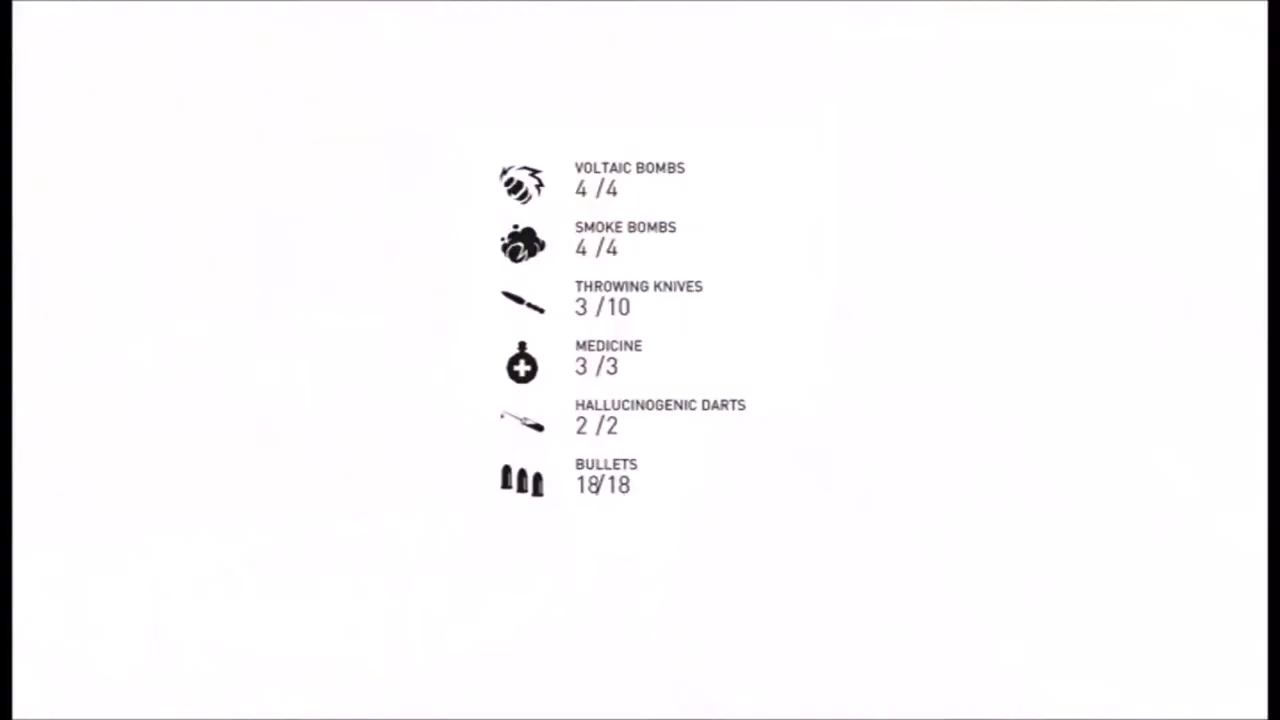 VOLTAIC BOMBS
4 /4
SMOKE BOMBS
4 /4
THROWING KNIVES
3 /10
MEDICINE
3 /3
HALLUCINOGENIC DARTS
2 /2
BULLETS
18/18